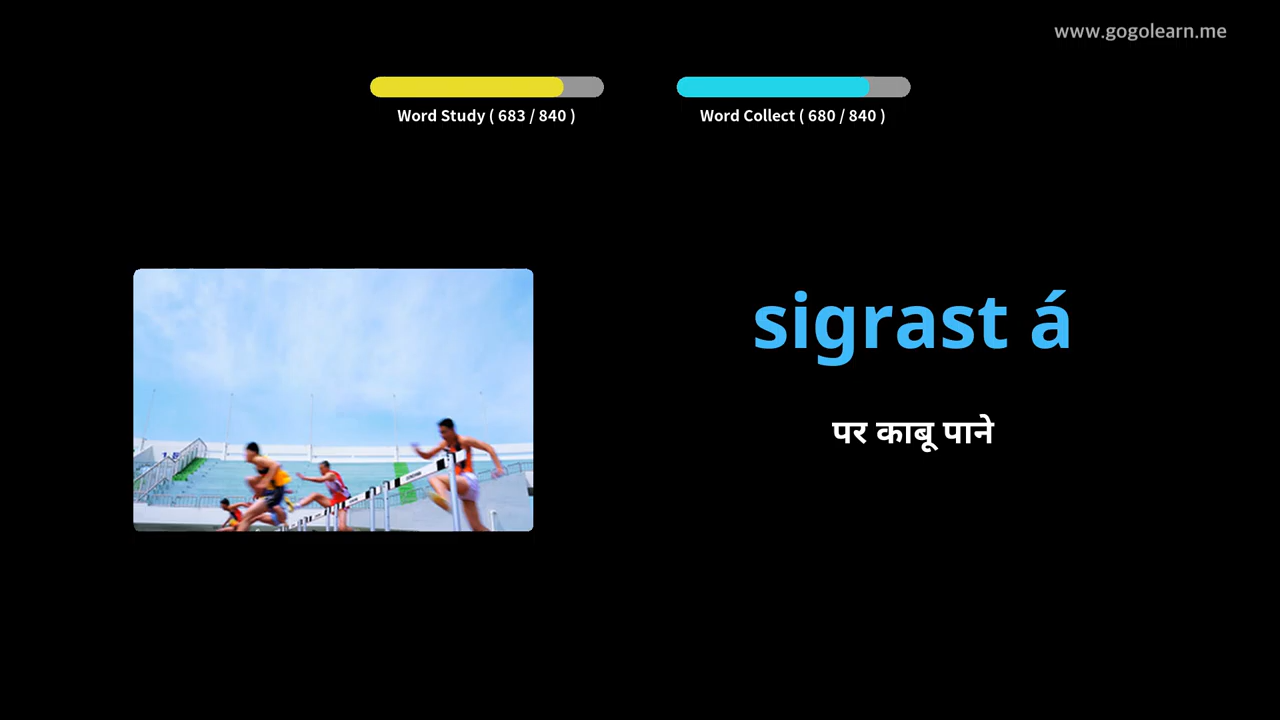 www.gogolearn.me
Word Study ( 683 / 840 )
Word Collect ( 680 / 840 )
sigrast á
पर काबू पाने